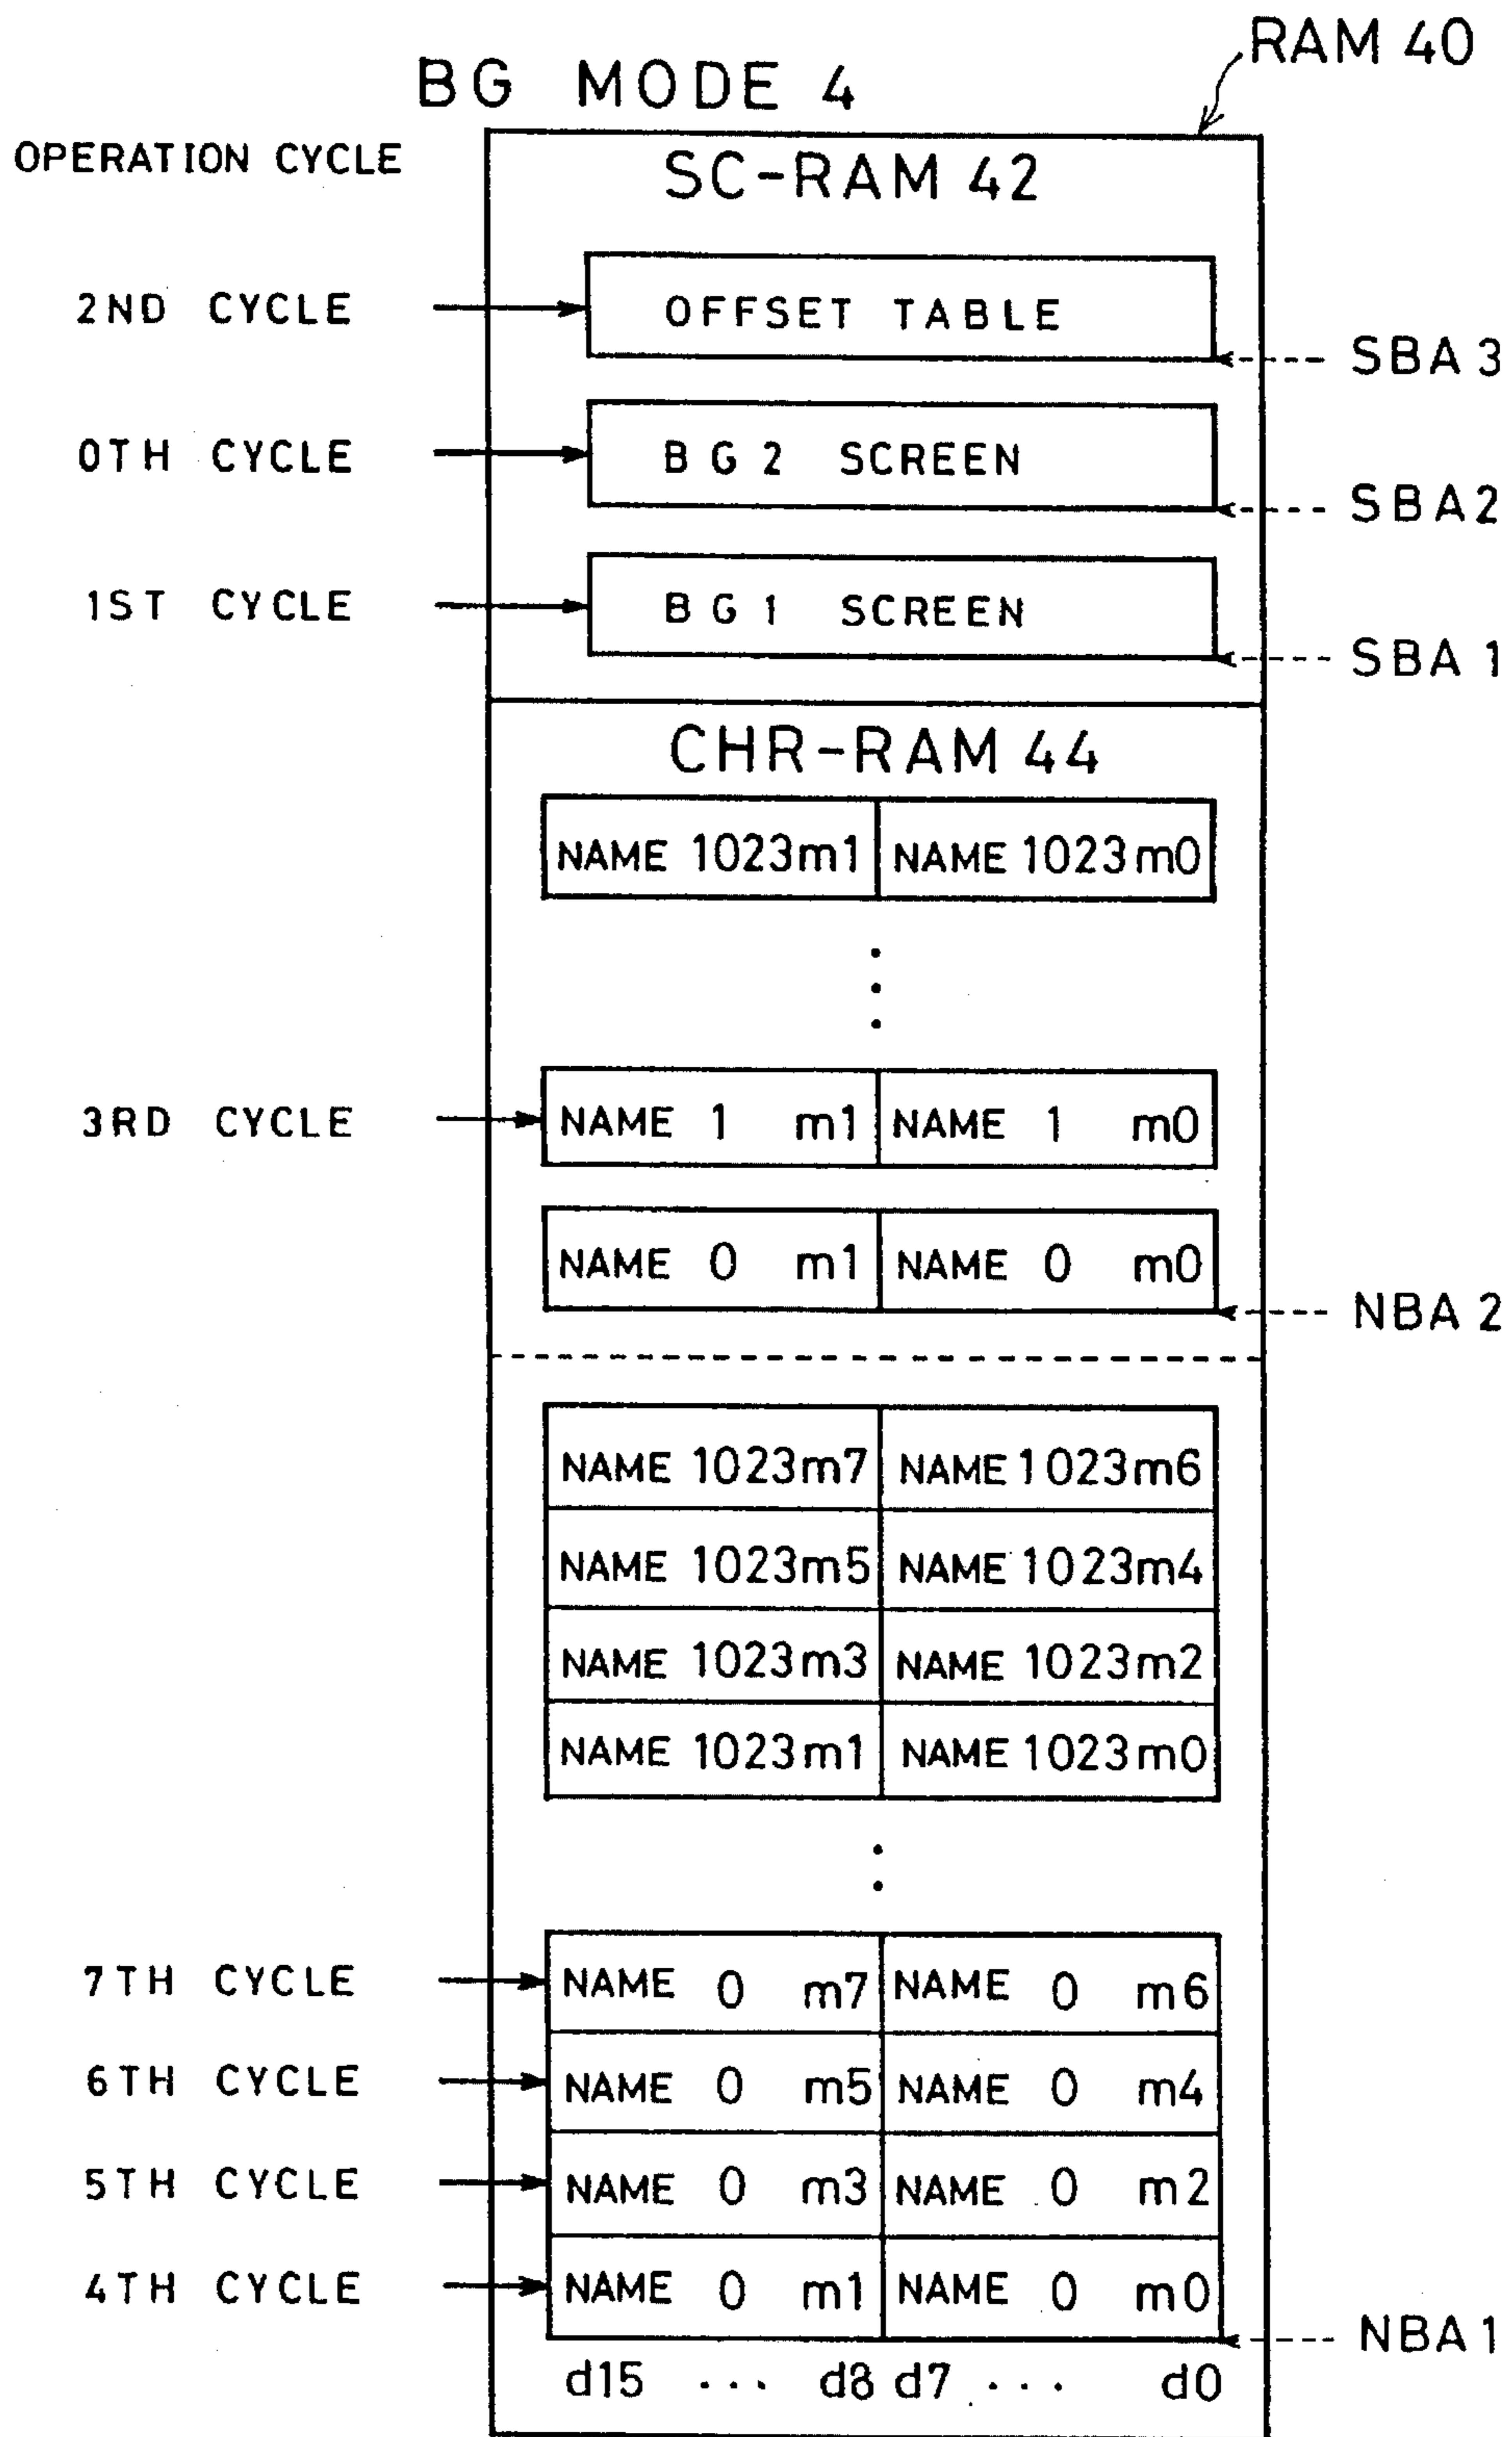 RAM 40
BG MODE 4
OPERATION CYCLE
SC-RAM 42
2ND CYCLE
OFFSET TABLE
SBA 3
0TH CYCLE
BG2 SCREEN
SBA2
1ST CYCLE
BG1 SCREEN
SBA 1
CHR-RAM 44
NAME 1023m1 NAME 1023m0
3RD CYCLE
NAME 1 m1 NAME 1 m0
NAME 0 m1 NAME 0 m0
NBA 2
NAME 1023m7 NAME 1023m6
NAME 1023m5 NAME 1023m4
NAME 1023m3 NAME 1023m2
NAME 1023m1 NAME 1023m0
7TH CYCLE
NAME 0 m7 NAME 0 m6
6TH CYCLE
NAME 0 m5 NAME 0 m4
5TH CYCLE
NAME 0 m3 NAME 0 m2
4TH CYCLE
NAME 0 m1 NAME 0 m0
NBA 1
d15 ... d8 d7 ... d0